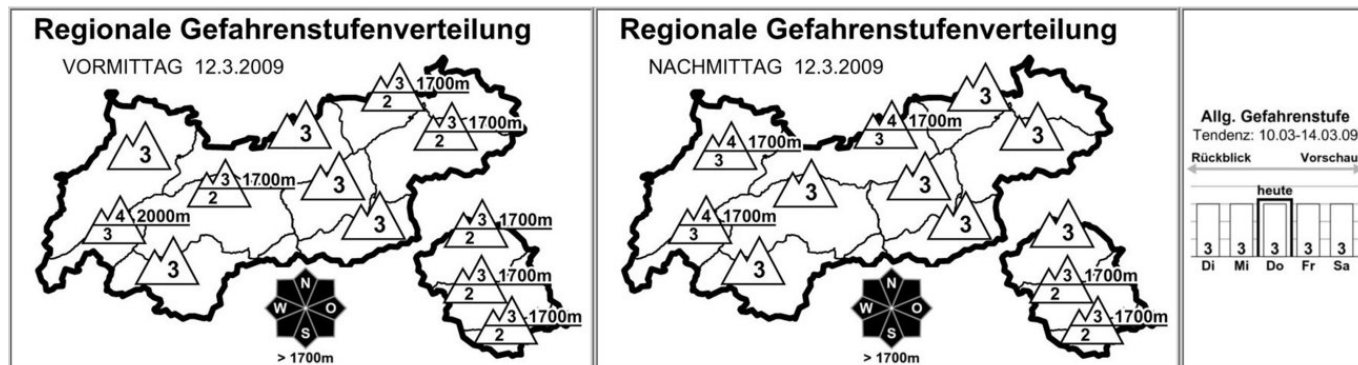 Regionale Gefahrenstufenverteilung
VORMITTAG 12.3.2009
3 1700m
2
3 1700m
2
3
3
3 1700m
2
3
4 2000m
3
3
3
3 1700m
2
3 1700m
2
3 1700m
2
N
W O
S
> 1700m
Regionale Gefahrenstufenverteilung
NACHMITTAG 12.3.2009
3
4 1700m
3
3
4 1700m
3
3
3
4 1700m
3
3
3
3
3 1700m
2
3 1700m
2
N
W O
S
> 1700m
Allg. Gefahrenstufe
Tendenz: 10.03-14.03.09
Rückblick Vorschau
heute
3 3 3 3 3
Di Mi Do Fr Sa